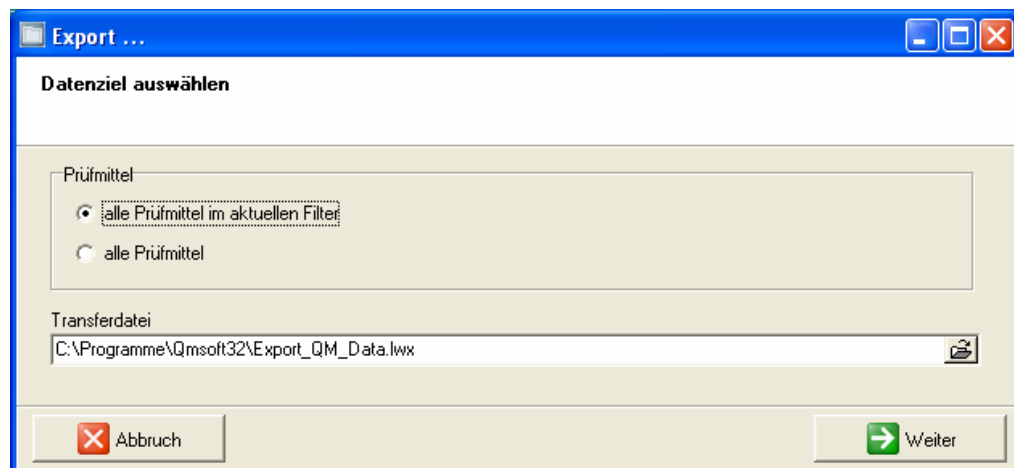 Export ...
Datenziel auswählen
Prüfmittel
alle Prüfmittel im aktuellen Filter
alle Prüfmittel
Transferdatei
C:\Programme\Qmsoft32\Export_QM_Data.lwx
Abbruch
Weiter